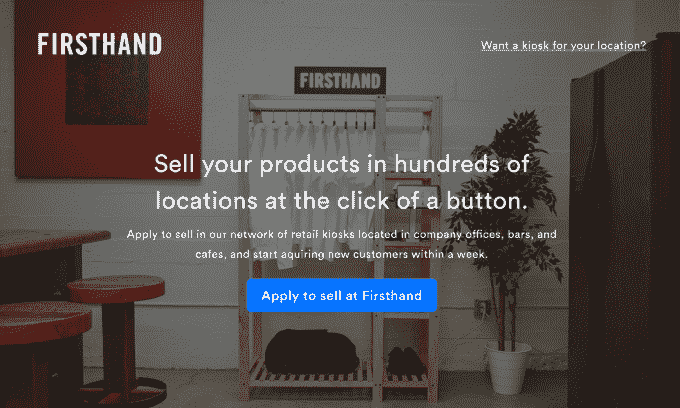 FIRSTHAND
Want a kiosk for your location?
FIRSTHAND
Sell your products in hundreds of
locations at the click of a button.
Apply to sell in our network of retail kiosks located in company offices, bars, and
cafes, and start aquiring new customers within a week.
Apply to sell at Firsthand